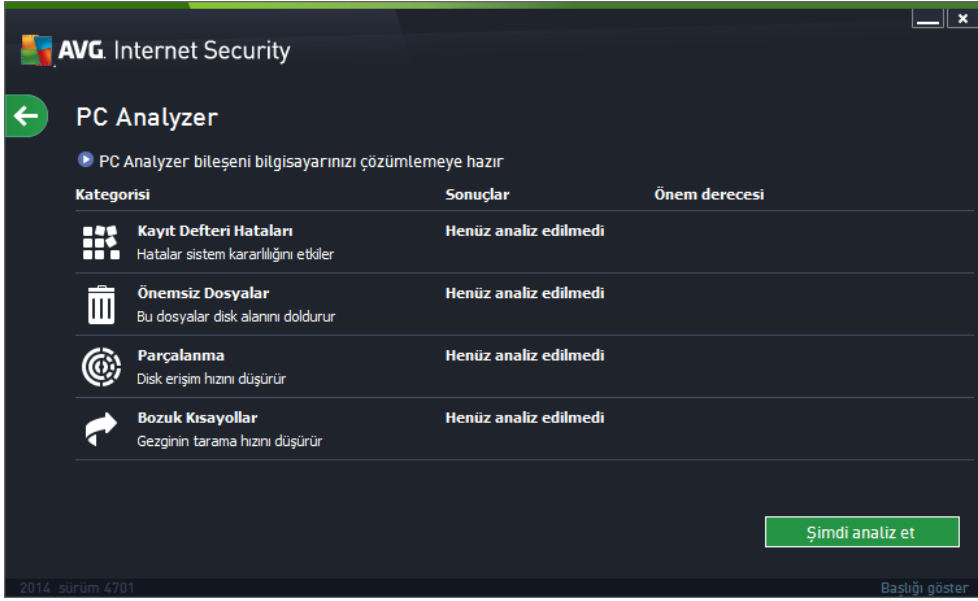 AVG. Internet Security
PC Analyzer
PC Analyzer bileşeni bilgisayarınızı çözümlemeye hazır
Kategorisi Sonuçlar Önem derecesi
Kayıt Defteri Hataları Henüz analiz edilmedi
Hatalar sistem kararlılığını etkiler
Önemsiz Dosyalar Henüz analiz edilmedi
Bu dosyalar disk alanını doldurur
Parçalanma Henüz analiz edilmedi
Disk erişim hızını düşürür
Bozuk Kısayollar Henüz analiz edilmedi
Gezginin tarama hızını düşürür
Şimdi analiz et
2014 sürüm 4701 Başlığı göster